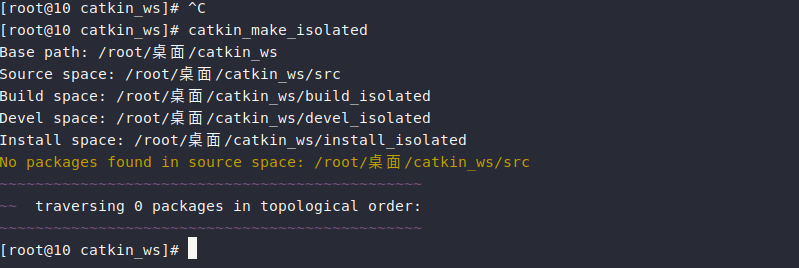 [root@10 catkin_ws]# ^C
[root@10 catkin_ws]# catkin_make_isolated
Base path: /root/桌面/catkin_ws
Source space: /root/桌面/catkin_ws/src
Build space: /root/桌面/catkin_ws/build_isolated
Devel space: /root/桌面/catkin_ws/devel_isolated
Install space: /root/桌面/catkin_ws/install_isolated
No packages found in source space: /root/桌面/catkin_ws/src
~~~~~~~~~~~~~~~~~~~~~~~~~~~~~~~~~~~~~~~~~~~~~~~
~~  traversing 0 packages in topological order:
~~~~~~~~~~~~~~~~~~~~~~~~~~~~~~~~~~~~~~~~~~~~~~~
[root@10 catkin_ws]#